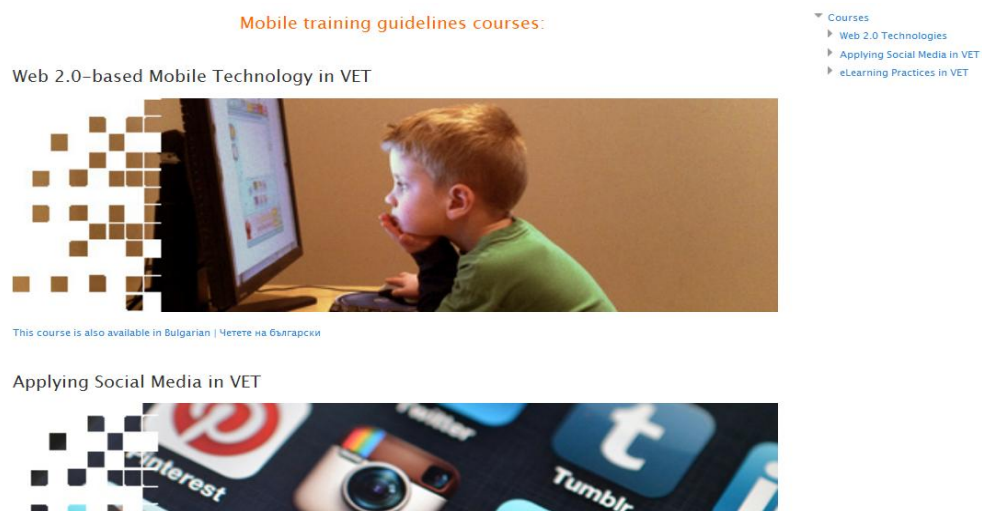 Mobile training guidelines courses:
Courses
Web 2.0 Technologies
Applying Social Media in VET
eLearning Practices in VET
Web 2.0-based Mobile Technology in VET
This course is also available in Bulgarian | Четете на български
Applying Social Media in VET
Pinterest
Twitter
Tumblr